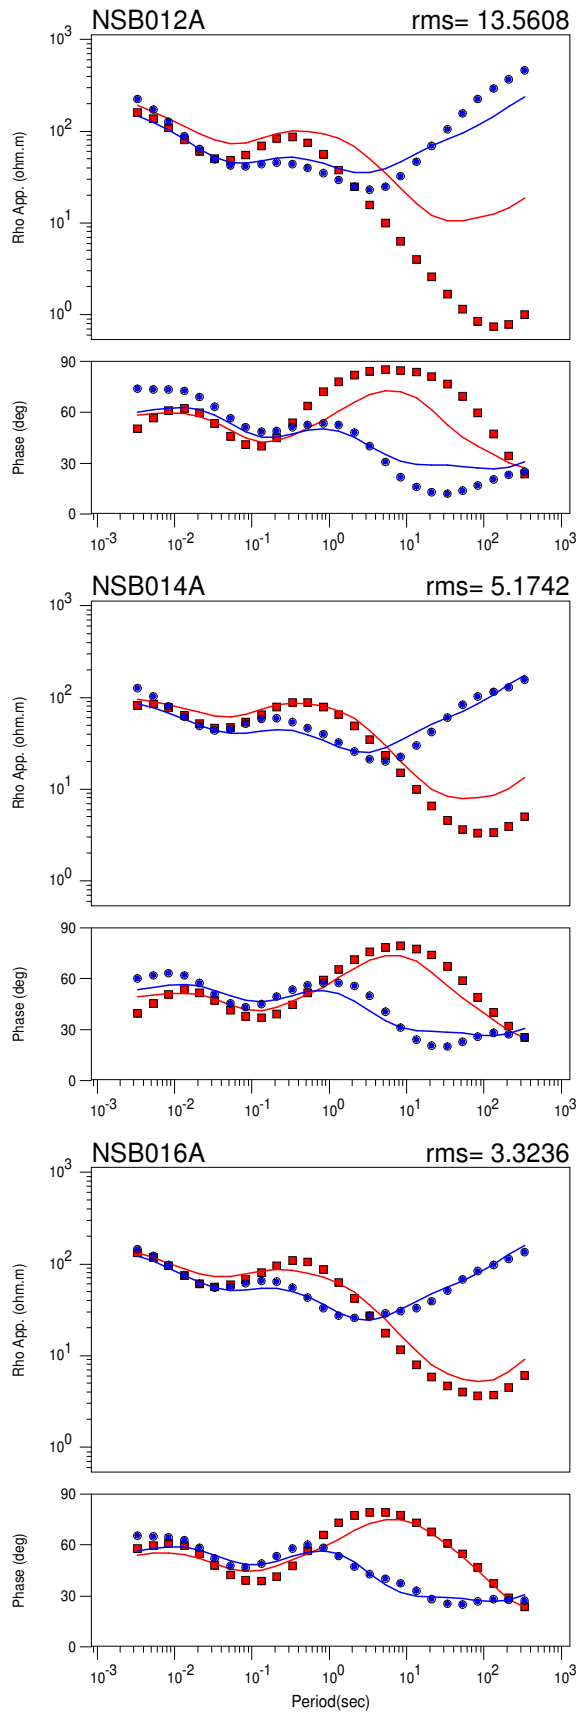 NSB012A rms= 13.5608
10³
10²
10¹
10⁰
Rho App. (ohm.m)
90
60
30
0
Phase (deg)
10⁻³ 10⁻² 10⁻¹ 10⁰ 10¹ 10² 10³
NSB014A rms= 5.1742
10³
10²
10¹
10⁰
Rho App. (ohm.m)
90
60
30
0
Phase (deg)
10⁻³ 10⁻² 10⁻¹ 10⁰ 10¹ 10² 10³
NSB016A rms= 3.3236
10³
10²
10¹
10⁰
Rho App. (ohm.m)
90
60
30
0
Phase (deg)
10⁻³ 10⁻² 10⁻¹ 10⁰ 10¹ 10² 10³
Period(sec)